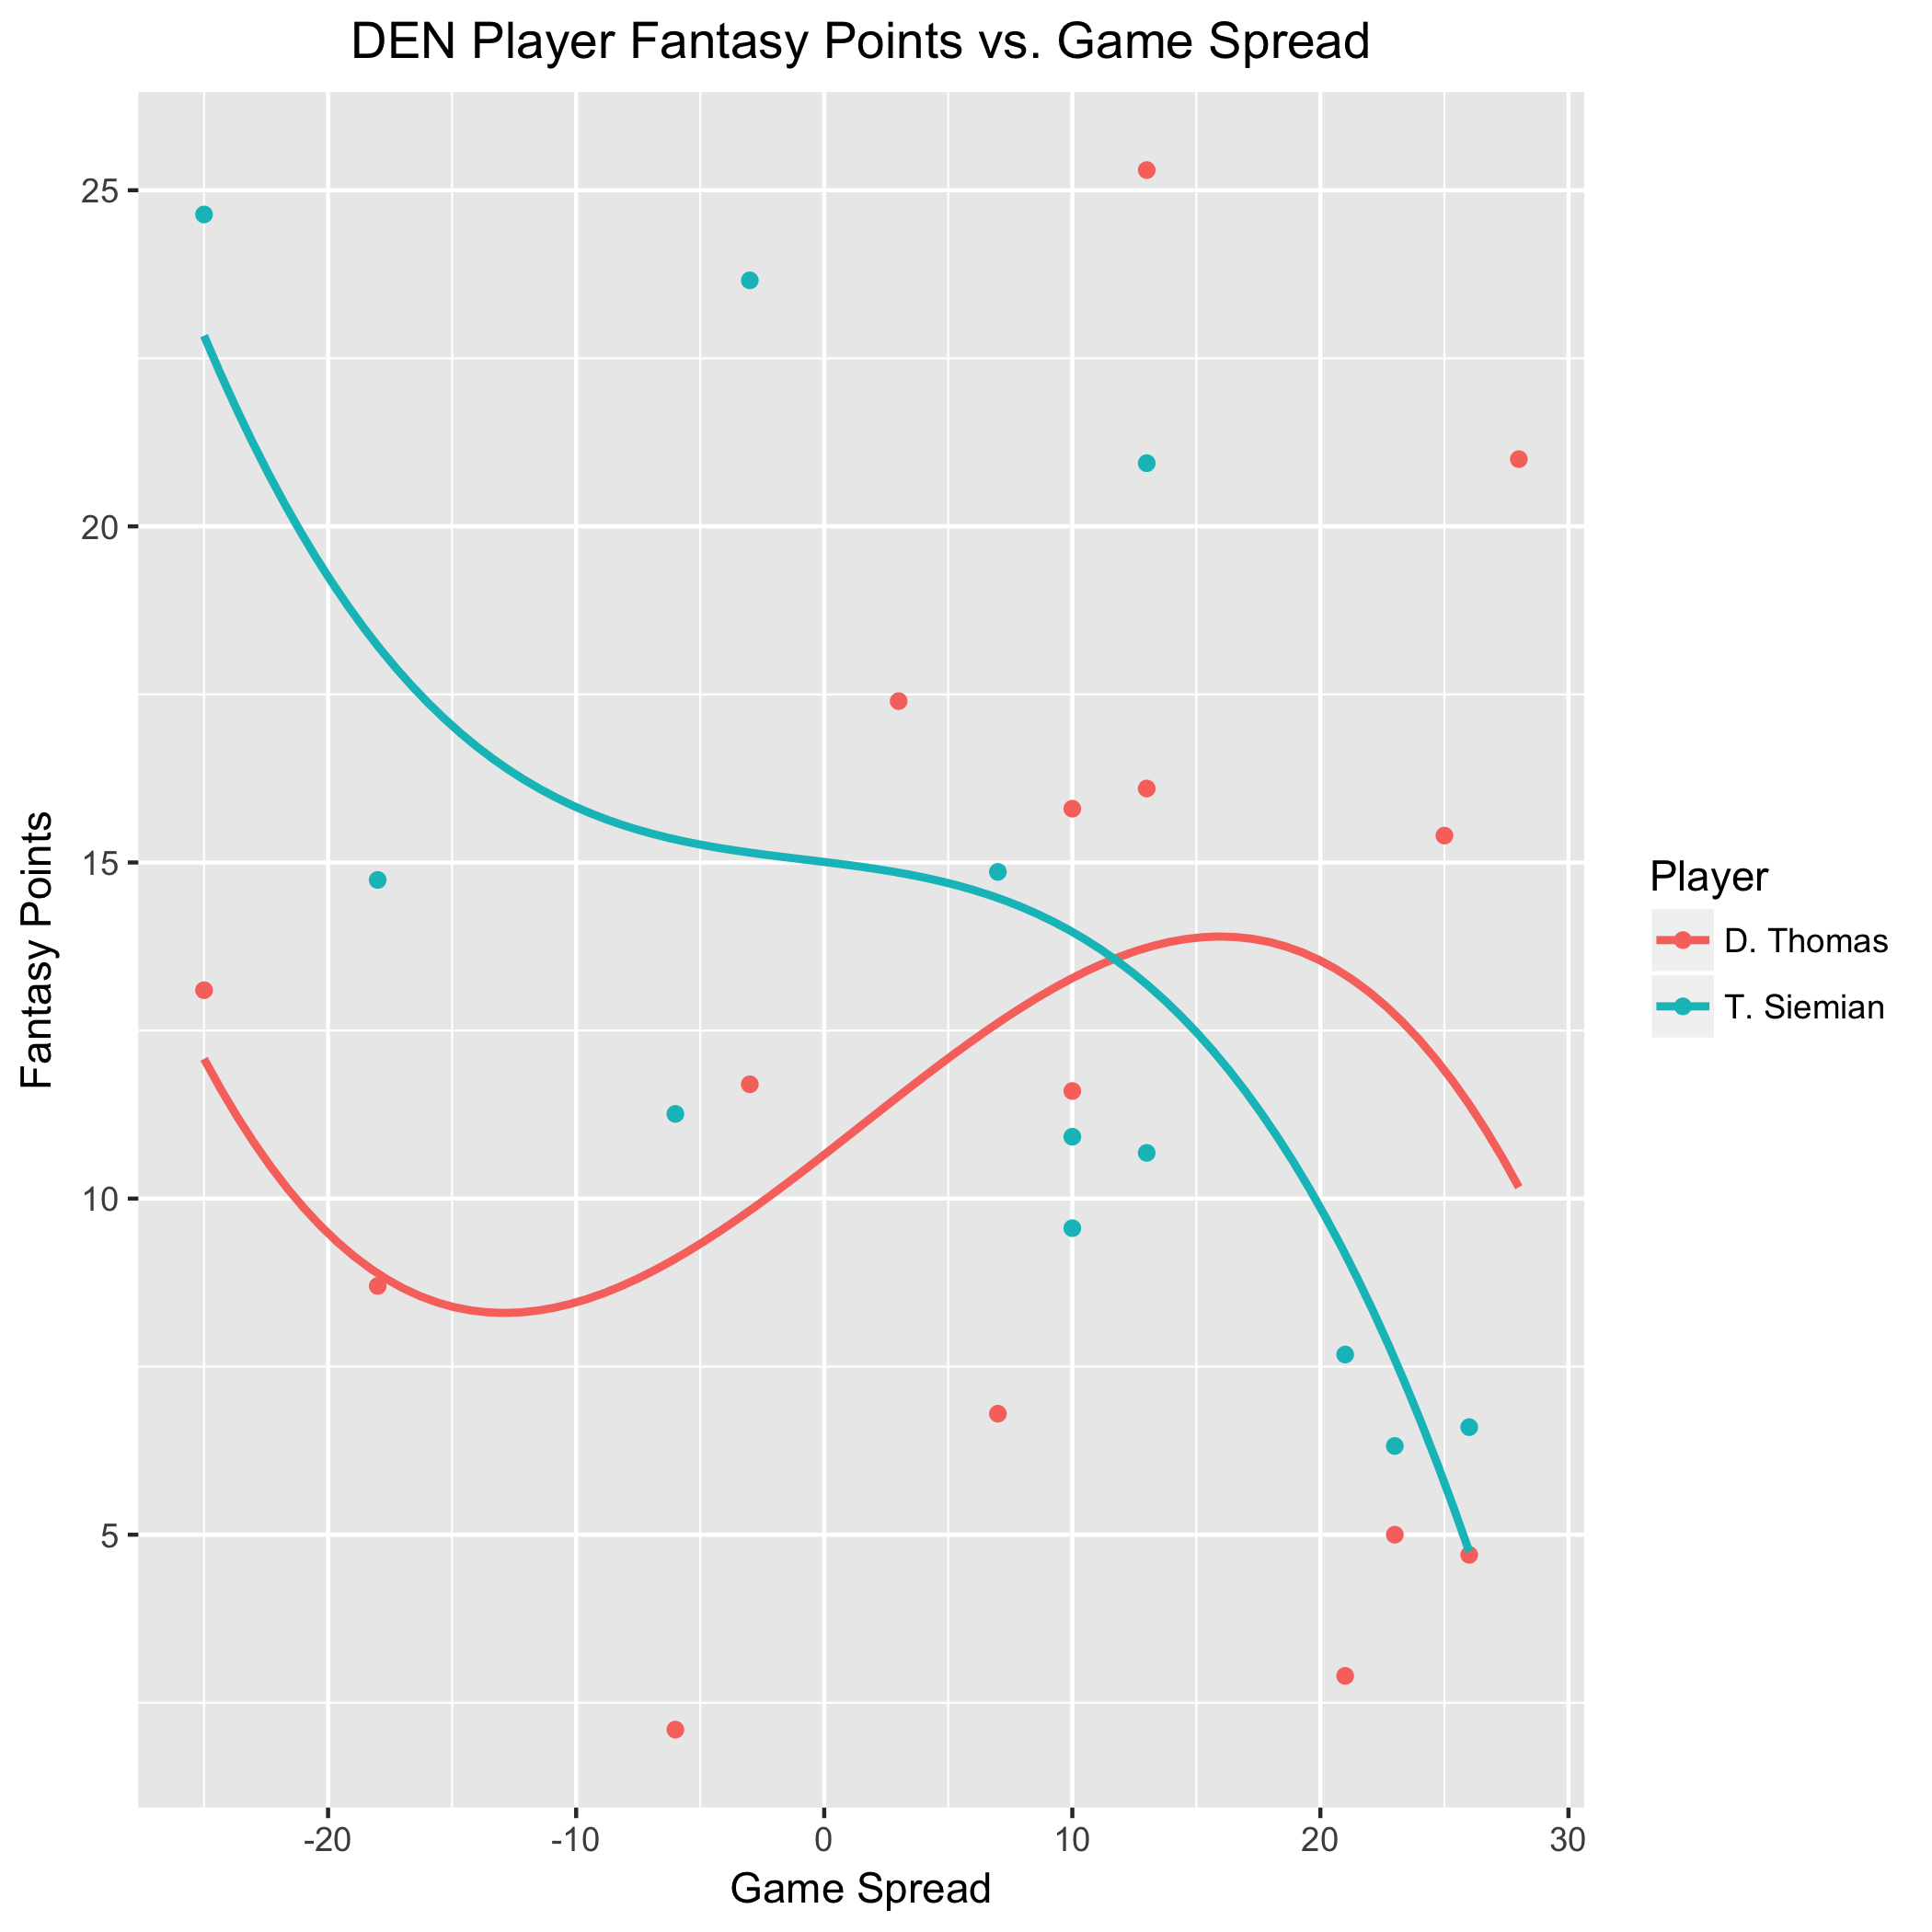 DEN Player Fantasy Points vs. Game Spread
25
20
15
10
5
Fantasy Points
-20
-10
0
10
20
30
Game Spread
Player
D. Thomas
T. Siemian